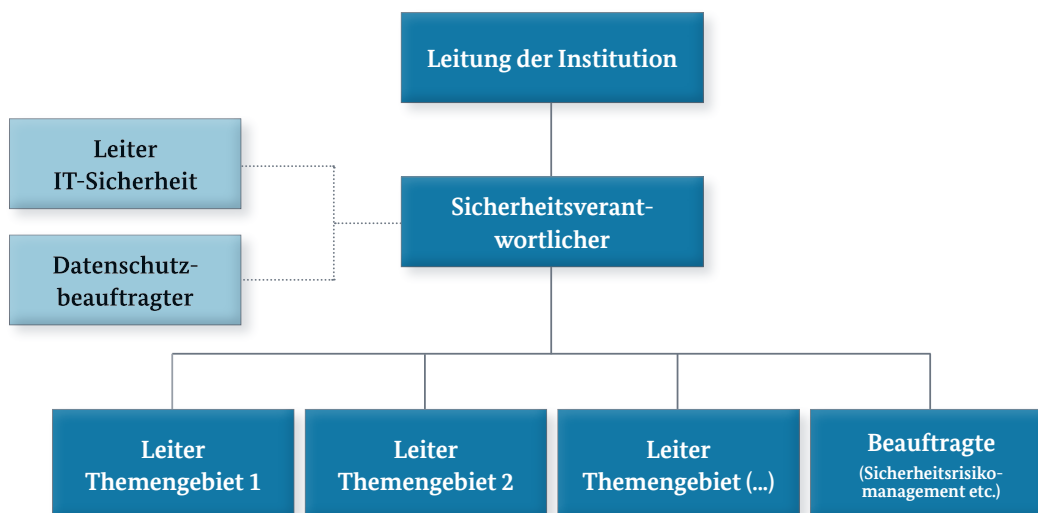 Leitung der Institution
Leiter
IT-Sicherheit
Sicherheitsverant-
wortlicher
Datenschutz-
beauftragter
Leiter
Themengebiet 1
Leiter
Themengebiet 2
Leiter
Themengebiet (...)
Beauftragte
(Sicherheitsrisiko-
management etc.)